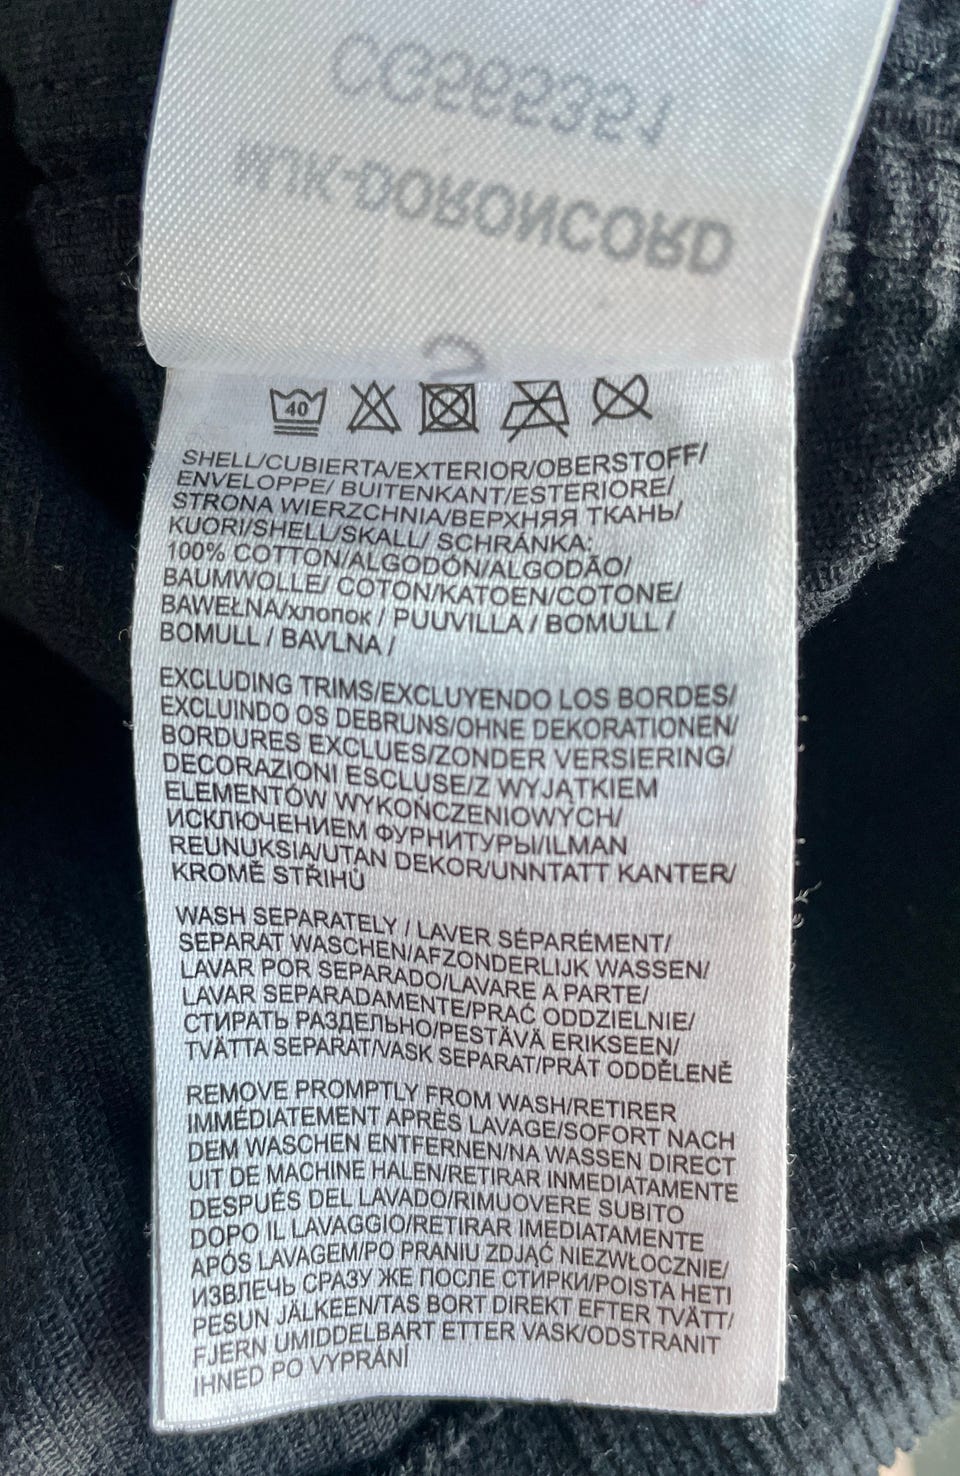 40
SHELL/CUBIERTA/EXTERIOR/OBERSTOFF/
ENVELOPPE/ BUITENKANT/ESTERIORE/
STRONA WIERZCHNIA/ВЕРХНЯЯ ТКАНЬ/
KUORI/SHELL/SKALL/ SCHRÁNKA:
100% COTTON/ALGODÓN/ALGODÃO/
BAUMWOLLE/ COTON/KATOEN/COTONE/
BAWEŁNA/хлопок / PUUVILLA / BOMULL /
BOMULL / BAVLNA /
EXCLUDING TRIMS/EXCLUYENDO LOS BORDES/
EXCLUINDO OS DEBRUNS/OHNE DEKORATIONEN/
BORDURES EXCLUES/ZONDER VERSIERING/
DECORAZIONI ESCLUSE/Z WYJĄTKIEM
ELEMENTÓW WYKOŃCZENIOWYCH/
ИСКЛЮЧЕНИЕМ ФУРНИТУРЫ/ILMAN
REUNUKSIA/UTAN DEKOR/UNNTATT KANTER/
KROMĚ STŘIHŮ
WASH SEPARATELY / LAVER SÉPARÉMENT/
SEPARAT WASCHEN/AFZONDERLIJK WASSEN/
LAVAR POR SEPARADO/LAVARE A PARTE/
LAVAR SEPARADAMENTE/PRAĆ ODDZIELNIE/
СТИРАТЬ РАЗДЕЛЬНО/PESTÄVÄ ERIKSEEN/
TVÄTTA SEPARAT/VASK SEPARAT/PRÁT ODDĚLENĚ
REMOVE PROMPTLY FROM WASH/RETIRER
IMMÉDIATEMENT APRÈS LAVAGE/SOFORT NACH
DEM WASCHEN ENTFERNEN/NA WASSEN DIRECT
UIT DE MACHINE HALEN/RETIRAR INMEDIATAMENTE
DESPUÉS DEL LAVADO/RIMUOVERE SUBITO
DOPO IL LAVAGGIO/RETIRAR IMEDIATAMENTE
APÓS LAVAGEM/PO PRANIU ZDJĄĆ NIEZWŁOCZNIE/
ИЗВЛЕЧЬ СРАЗУ ЖЕ ПОСЛЕ СТИРКИ/POISTA HETI
PESUN JÄLKEEN/TAS BORT DIREKT EFTER TVÄTT/
FJERN UMIDDELBART ETTER VASK/ODSTRANIT
IHNED PO VYPRÁNÍ